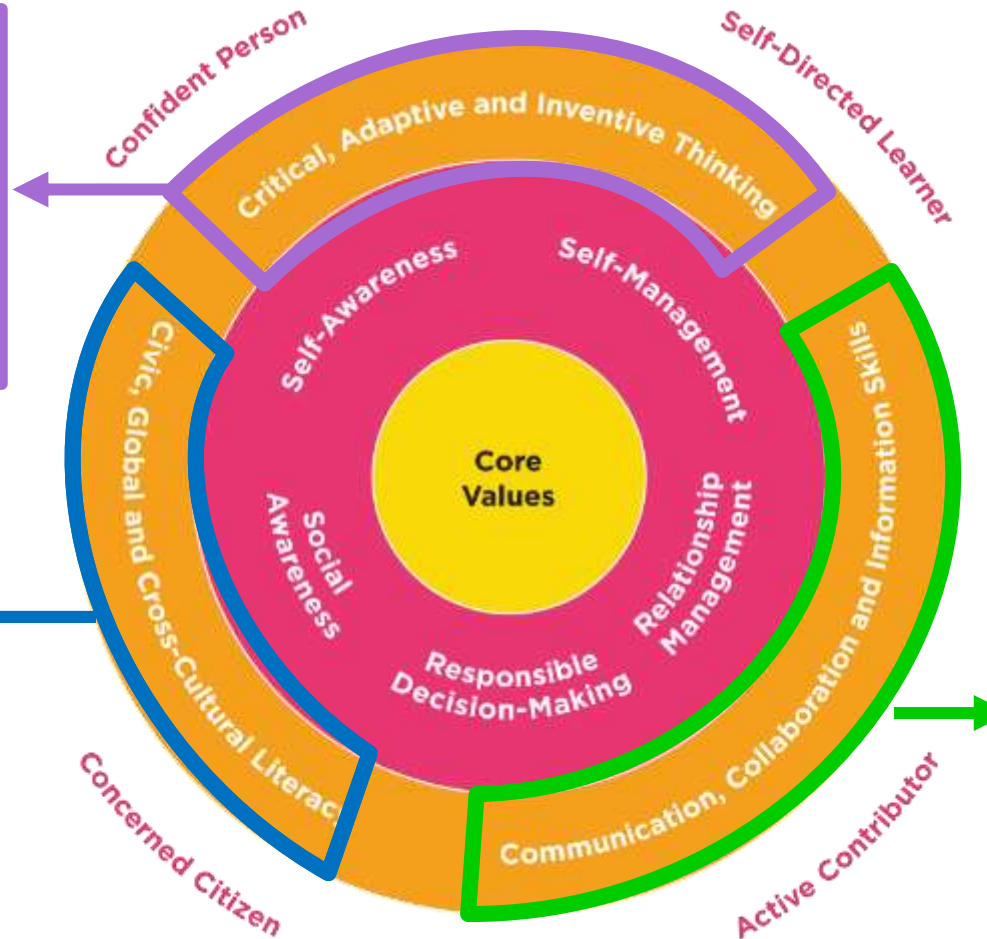 Confident Person
Self-Directed Learner
Critical, Adaptive and Inventive Thinking
Self-Awareness
Self-Management
Civic, Global and Cross-Cultural Literac
Communication, Collaboration and Information Skills
Core
Values
Social
Awareness
Relationship
Management
Responsible
Decision-Making
Concerned Citizen
Active Contributor